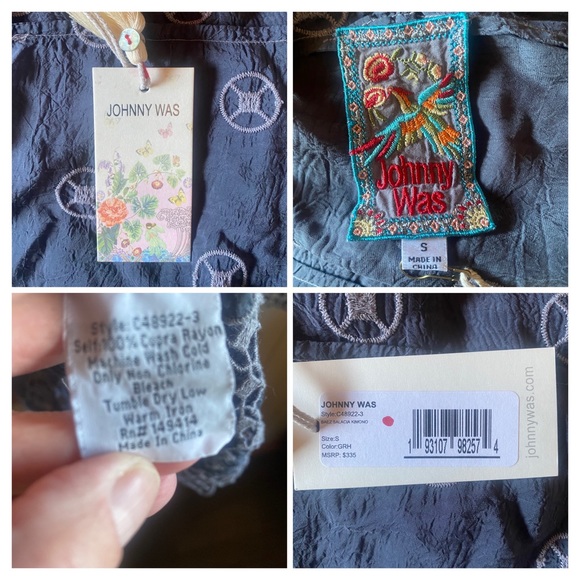 JOHNNY WAS
Johnny
Was
S
MADE IN
CHINA
Style: C48922-3
Self:100% Cupra Rayon
Machine Wash Cold
Only Non Chlorine
Bleach
Tumble Dry Low
Warm Iron
Rn# 149414
Made In China
JOHNNY WAS
Style:C48922-3
KIMONO
Size:S
Color:GRH
MSRP: $335
1 93107 98257 4
johnnywas.com